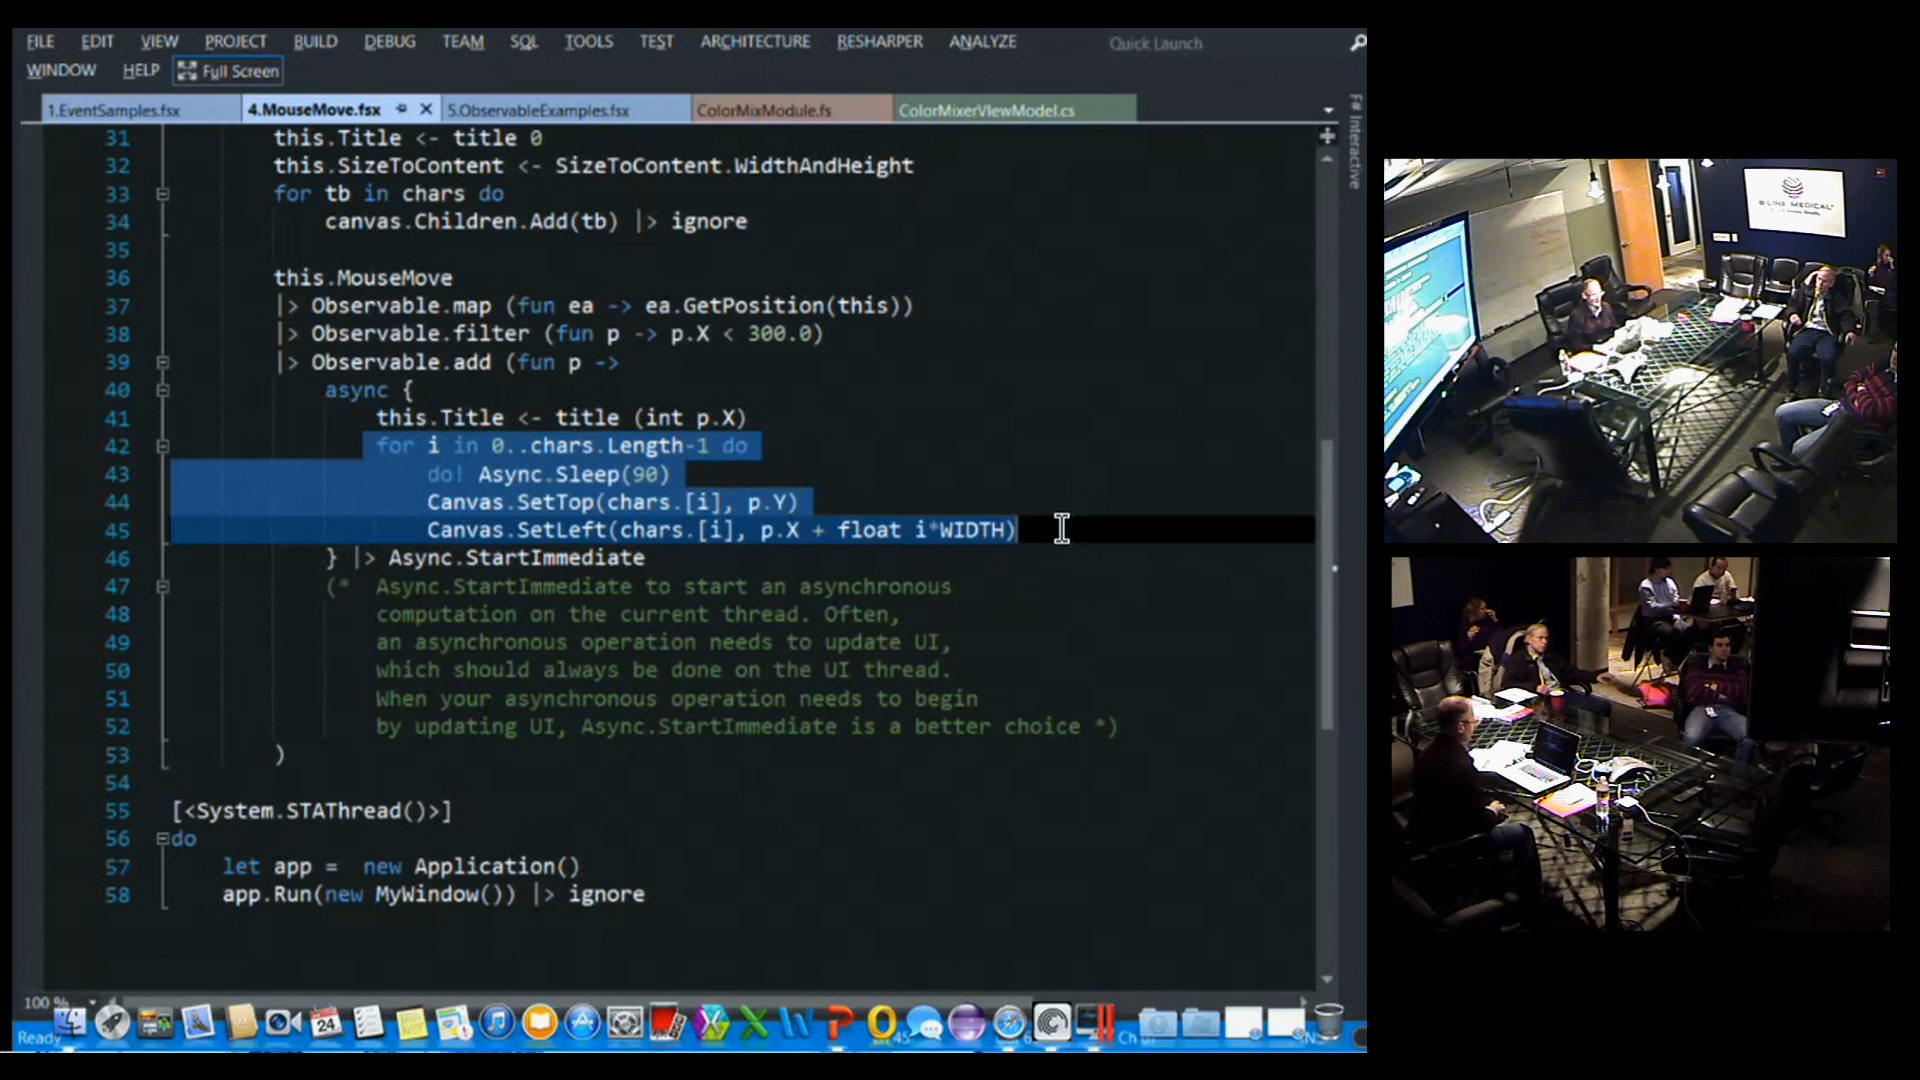 FILE EDIT VIEW PROJECT BUILD DEBUG TEAM SQL TOOLS TEST ARCHITECTURE RESHARPER ANALYZE Quick Launch
WINDOW HELP Full Screen
1.EventSamples.fsx 4.MouseMove.fsx 5.ObservableExamples.fsx ColorMixModule.fs ColorMixerVIewModel.cs
F# Interactive
31 this.Title <- title 0
32 this.SizeToContent <- SizeToContent.WidthAndHeight
33 for tb in chars do
34 canvas.Children.Add(tb) |> ignore
35
36 this.MouseMove
37 |> Observable.map (fun ea -> ea.GetPosition(this))
38 |> Observable.filter (fun p -> p.X < 300.0)
39 |> Observable.add (fun p ->
40 async {
41 this.Title <- title (int p.X)
42 for i in 0..chars.Length-1 do
43 do! Async.Sleep(90)
44 Canvas.SetTop(chars.[i], p.Y)
45 Canvas.SetLeft(chars.[i], p.X + float i*WIDTH)
46 } |> Async.StartImmediate
47 (* Async.StartImmediate to start an asynchronous
48 computation on the current thread. Often,
49 an asynchronous operation needs to update UI,
50 which should always be done on the UI thread.
51 When your asynchronous operation needs to begin
52 by updating UI, Async.StartImmediate is a better choice *)
53 )
54
55 [<System.STAThread()>]
56 do
57 let app = new Application()
58 app.Run(new MyWindow()) |> ignore
100 %
24
Ready
B-LINE MEDICAL